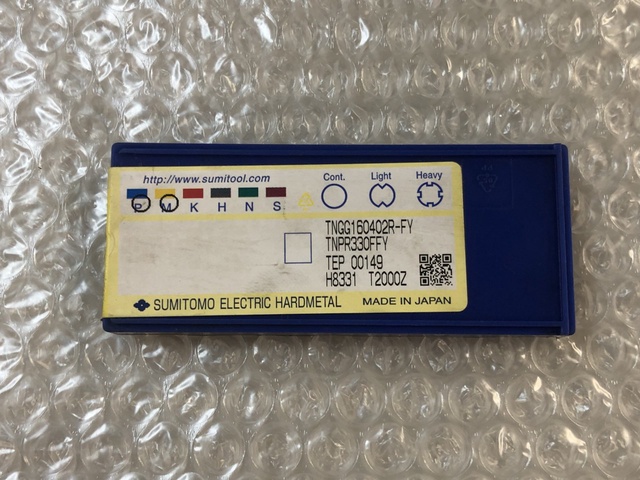 http://www.sumitool.com
Cont. Light Heavy
P M K H N S
TNGG160402R-FY
TNPR330FFY
TEP 00149
H8331 T2000Z
SUMITOMO ELECTRIC HARDMETAL MADE IN JAPAN